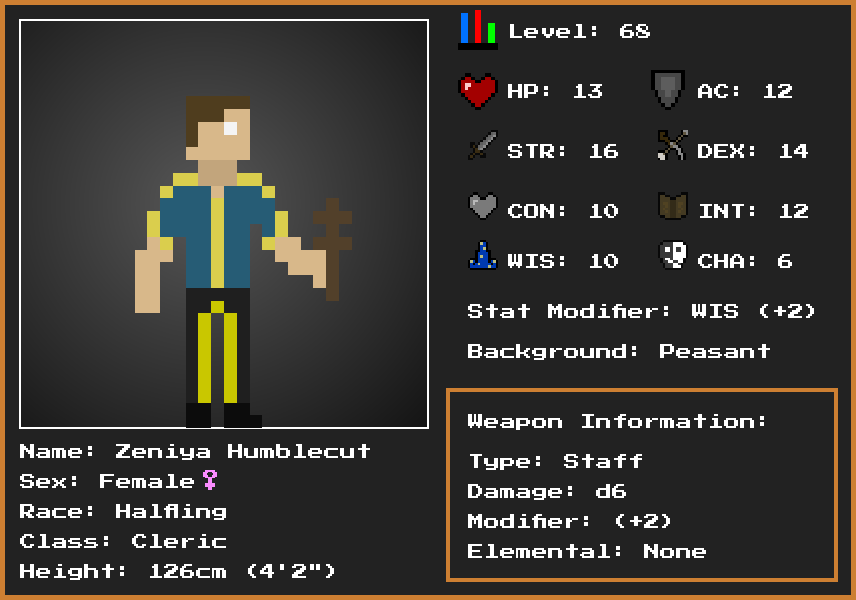 Level: 68
HP: 13
AC: 12
STR: 16
DEX: 14
CON: 10
INT: 12
WIS: 10
CHA: 6
Stat Modifier: WIS (+2)
Background: Peasant
Weapon Information:
Type: Staff
Damage: d6
Modifier: (+2)
Elemental: None
Name: Zeniya Humblecut
Sex: Female♀
Race: Halfling
Class: Cleric
Height: 126cm (4'2")